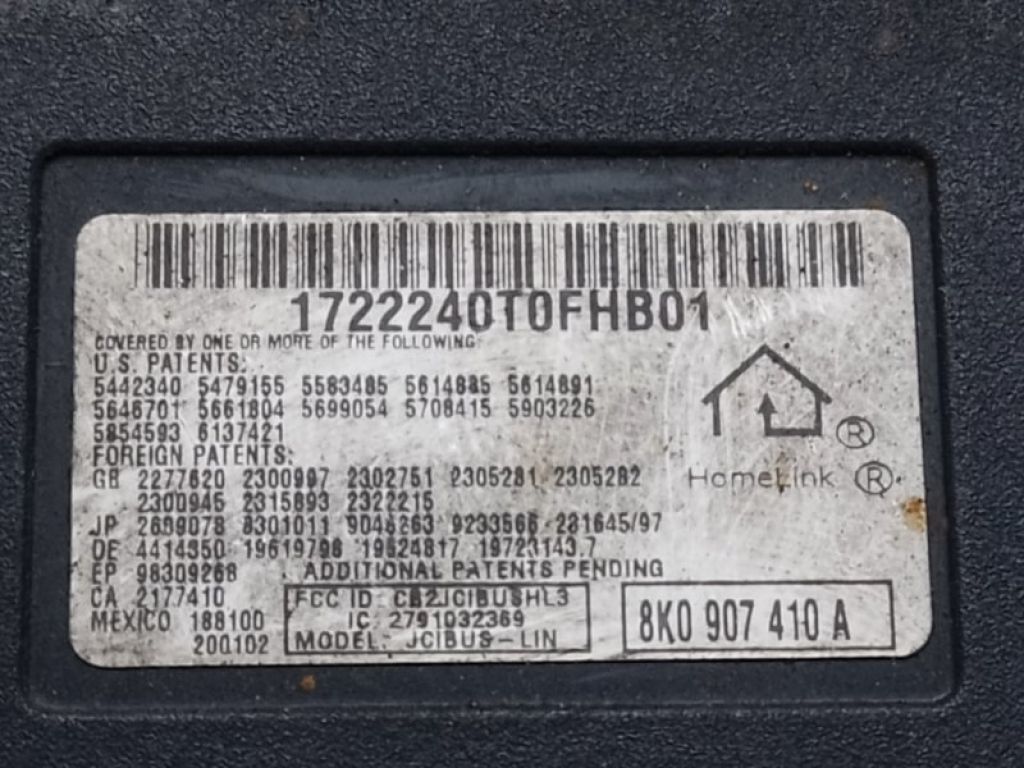 1722240T0FHB01
COVERED BY ONE OR MORE OF THE FOLLOWING:
U.S. PATENTS:
5442340 5479155 5583485 5614885 5614891
5646701 5661804 5699054 5708415 5903226
5854593 6137421
FOREIGN PATENTS:
GB 2277620 2300997 2302751 2305281 2305282
2300945 2315893 2322215
JP 2609078 8301011 9046263 9233566 231645/97
DE 4414350 19619796 19524817 19723143.7
EP 98309268 ADDITIONAL PATENTS PENDING
CA 2177410
MEXICO 188100
200102
FCC ID: CB2JCIBUSHL3
IC: 2791032369
MODEL: JCIBUS-LIN
® 
HomeLink ®
8K0 907 410 A